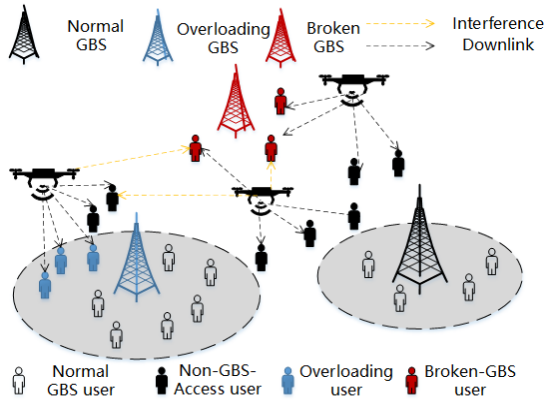 Normal GBS
Overloading GBS
Broken GBS
Interference
Downlink
Normal GBS user
Non-GBS-Access user
Overloading user
Broken-GBS user